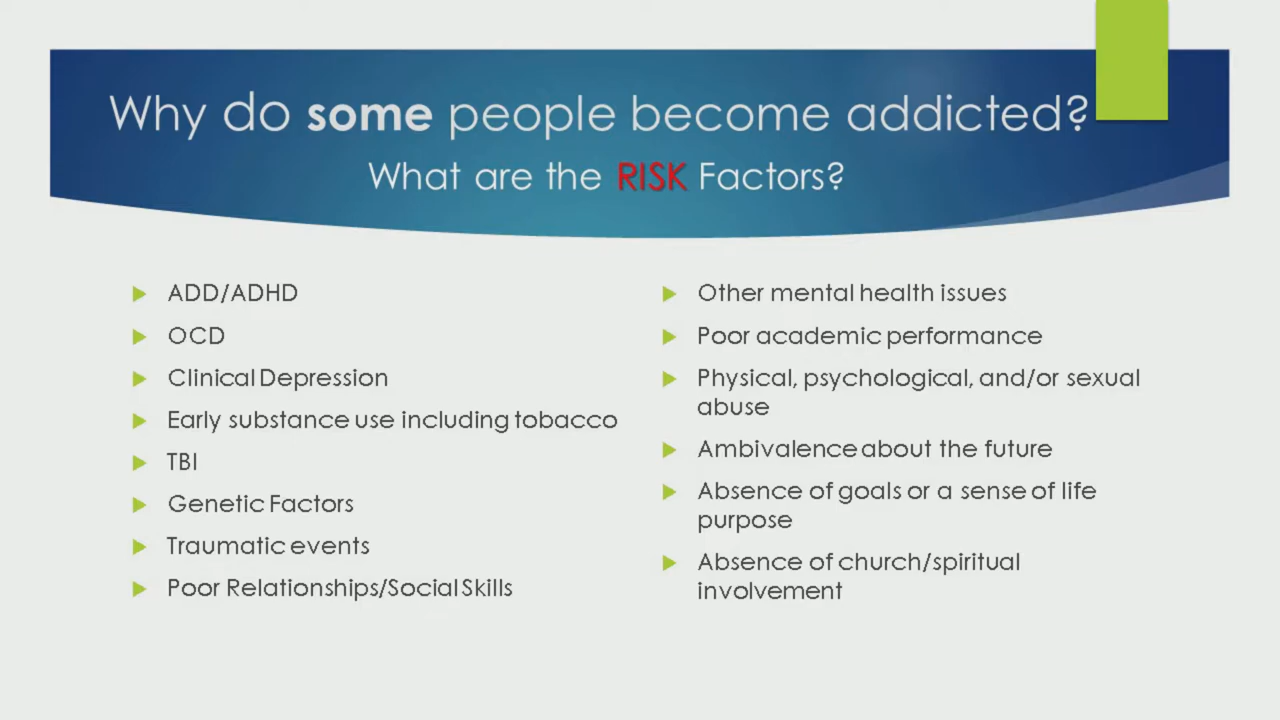 Why do some people become addicted?
What are the RISK Factors?
ADD/ADHD
OCD
Clinical Depression
Early substance use including tobacco
TBI
Genetic Factors
Traumatic events
Poor Relationships/Social Skills
Other mental health issues
Poor academic performance
Physical, psychological, and/or sexual
abuse
Ambivalence about the future
Absence of goals or a sense of life
purpose
Absence of church/spiritual
involvement